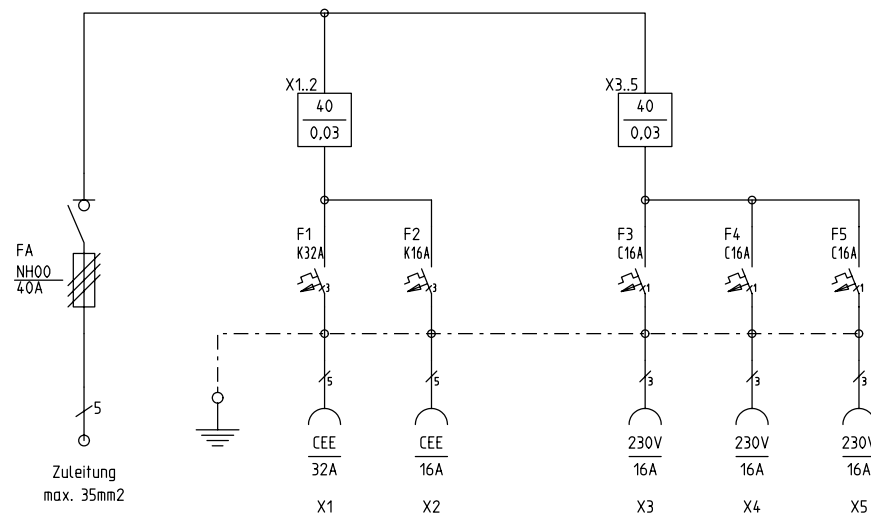 X1..2
40
0,03
X3..5
40
0,03
FA
NH00
40A
F1
K32A
3
F2
K16A
3
F3
C16A
1
F4
C16A
1
F5
C16A
1
5
5
5
3
3
3
Zuleitung
max. 35mm2
CEE
32A
X1
CEE
16A
X2
230V
16A
X3
230V
16A
X4
230V
16A
X5